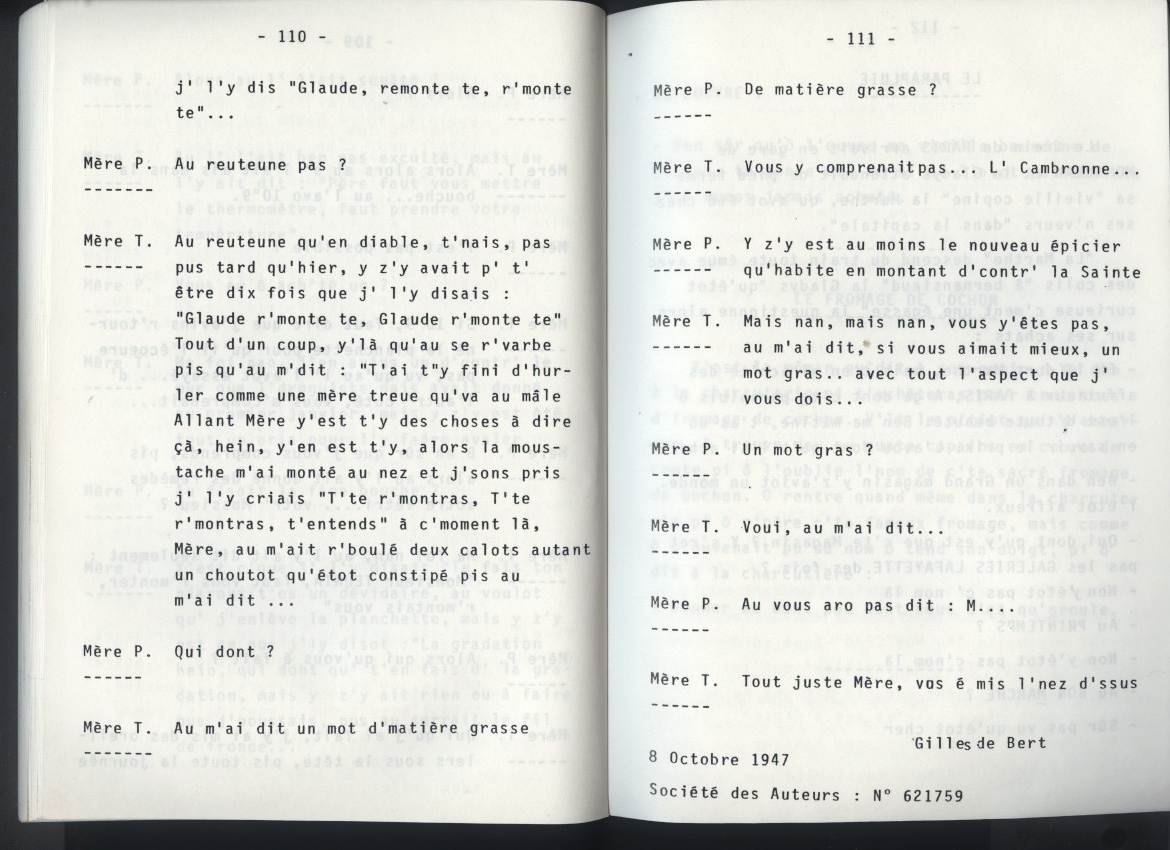 - 110 -
j' l'y dis "Glaude, remonte te, r'monte
te"...
Mère P. Au reuteune pas ?
-------
Mère T. Au reuteune qu'en diable, t'nais, pas
------ pus tard qu'hier, y z'y avait p' t'
être dix fois que j' l'y disais :
"Glaude r'monte te, Glaude r'monte te"
Tout d'un coup, y'là qu'au se r'varbe
pis qu'au m'dit : "T'ai t"y fini d'hur-
ler comme une mère treue qu'va au mâle
Allant Mère y'est t'y des choses à dire
çà, hein, y'en est t'y, alors la mous-
tache m'ai monté au nez et j'sons pris
j' l'y criais "T'te r'montras, T'te
r'montras, t'entends" à c'moment là,
Mère, au m'ait r'boulé deux calots autant
un choutot qu'étot constipé pis au
m'ai dit ...
Mère P. Qui dont ?
------
Mère T. Au m'ai dit un mot d'matière grasse
-------
- 111 -
Mère P. De matière grasse ?
------
Mère T. Vous y comprenaitpas... L' Cambronne...
------
Mère P. Y z'y est au moins le nouveau épicier
------ qu'habite en montant d'contr' la Sainte
Mère T. Mais nan, mais nan, vous y'êtes pas,
------ au m'ai dit, si vous aimait mieux, un
mot gras... avec tout l'aspect que j'
vous dois...
Mère P. Un mot gras ?
------
Mère T. Voui, au m'ai dit...
------
Mère P. Au vous aro pas dit : M....
------
Mère T. Tout juste Mère, vos é mis l'nez d'ssus
------
Gilles de Bert
8 Octobre 1947
Société des Auteurs : N° 621759